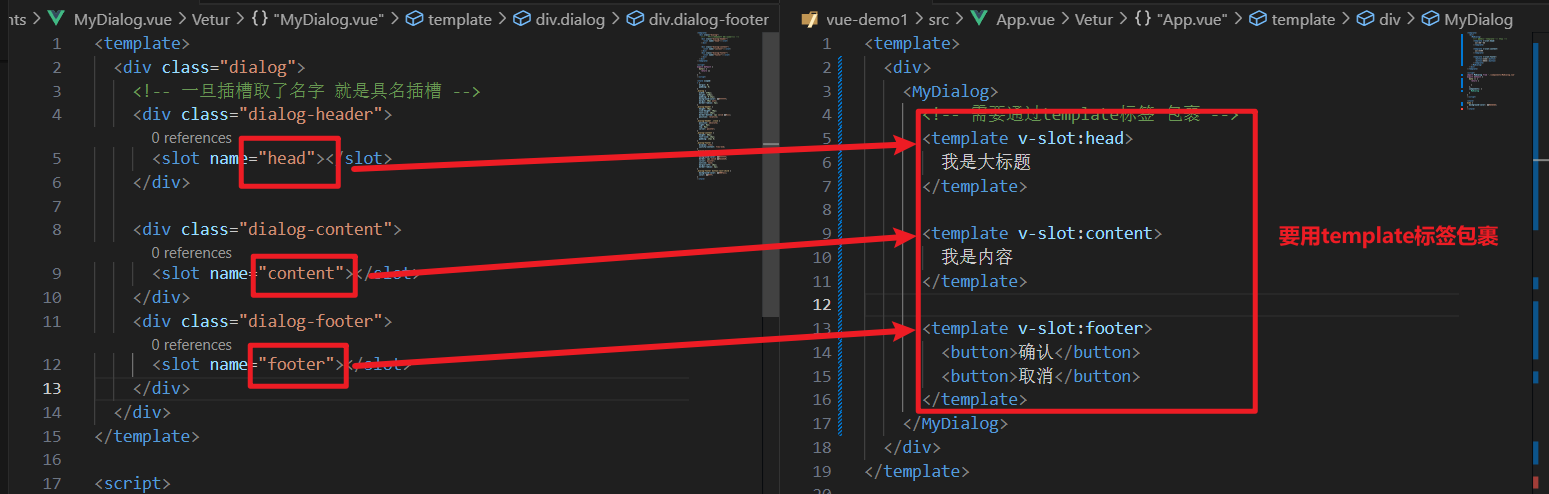 nts > MyDialog.vue > Vetur > {} "MyDialog.vue" > template > div.dialog > div.dialog-footer
1 <template>
2 <div class="dialog">
3 <!-- 一旦插槽取了名字 就是具名插槽 -->
4 <div class="dialog-header">
0 references
5 <slot name="head"></slot>
6 </div>
7
8 <div class="dialog-content">
0 references
9 <slot name="content"></slot>
10 </div>
11 <div class="dialog-footer">
0 references
12 <slot name="footer"></slot>
13 </div>
14 </div>
15 </template>
16
17 <script>
vue-demo1 > src > App.vue > Vetur > {} "App.vue" > template > div > MyDialog
1 <template>
2 <div>
3 <MyDialog>
4 <!-- 需要通过template标签 包裹 -->
5 <template v-slot:head>
6 我是大标题
7 </template>
8
9 <template v-slot:content>
10 我是内容
11 </template>
12
13 <template v-slot:footer>
14 <button>确认</button>
15 <button>取消</button>
16 </template>
17 </MyDialog>
18 </div>
19 </template>
20
要用template标签包裹